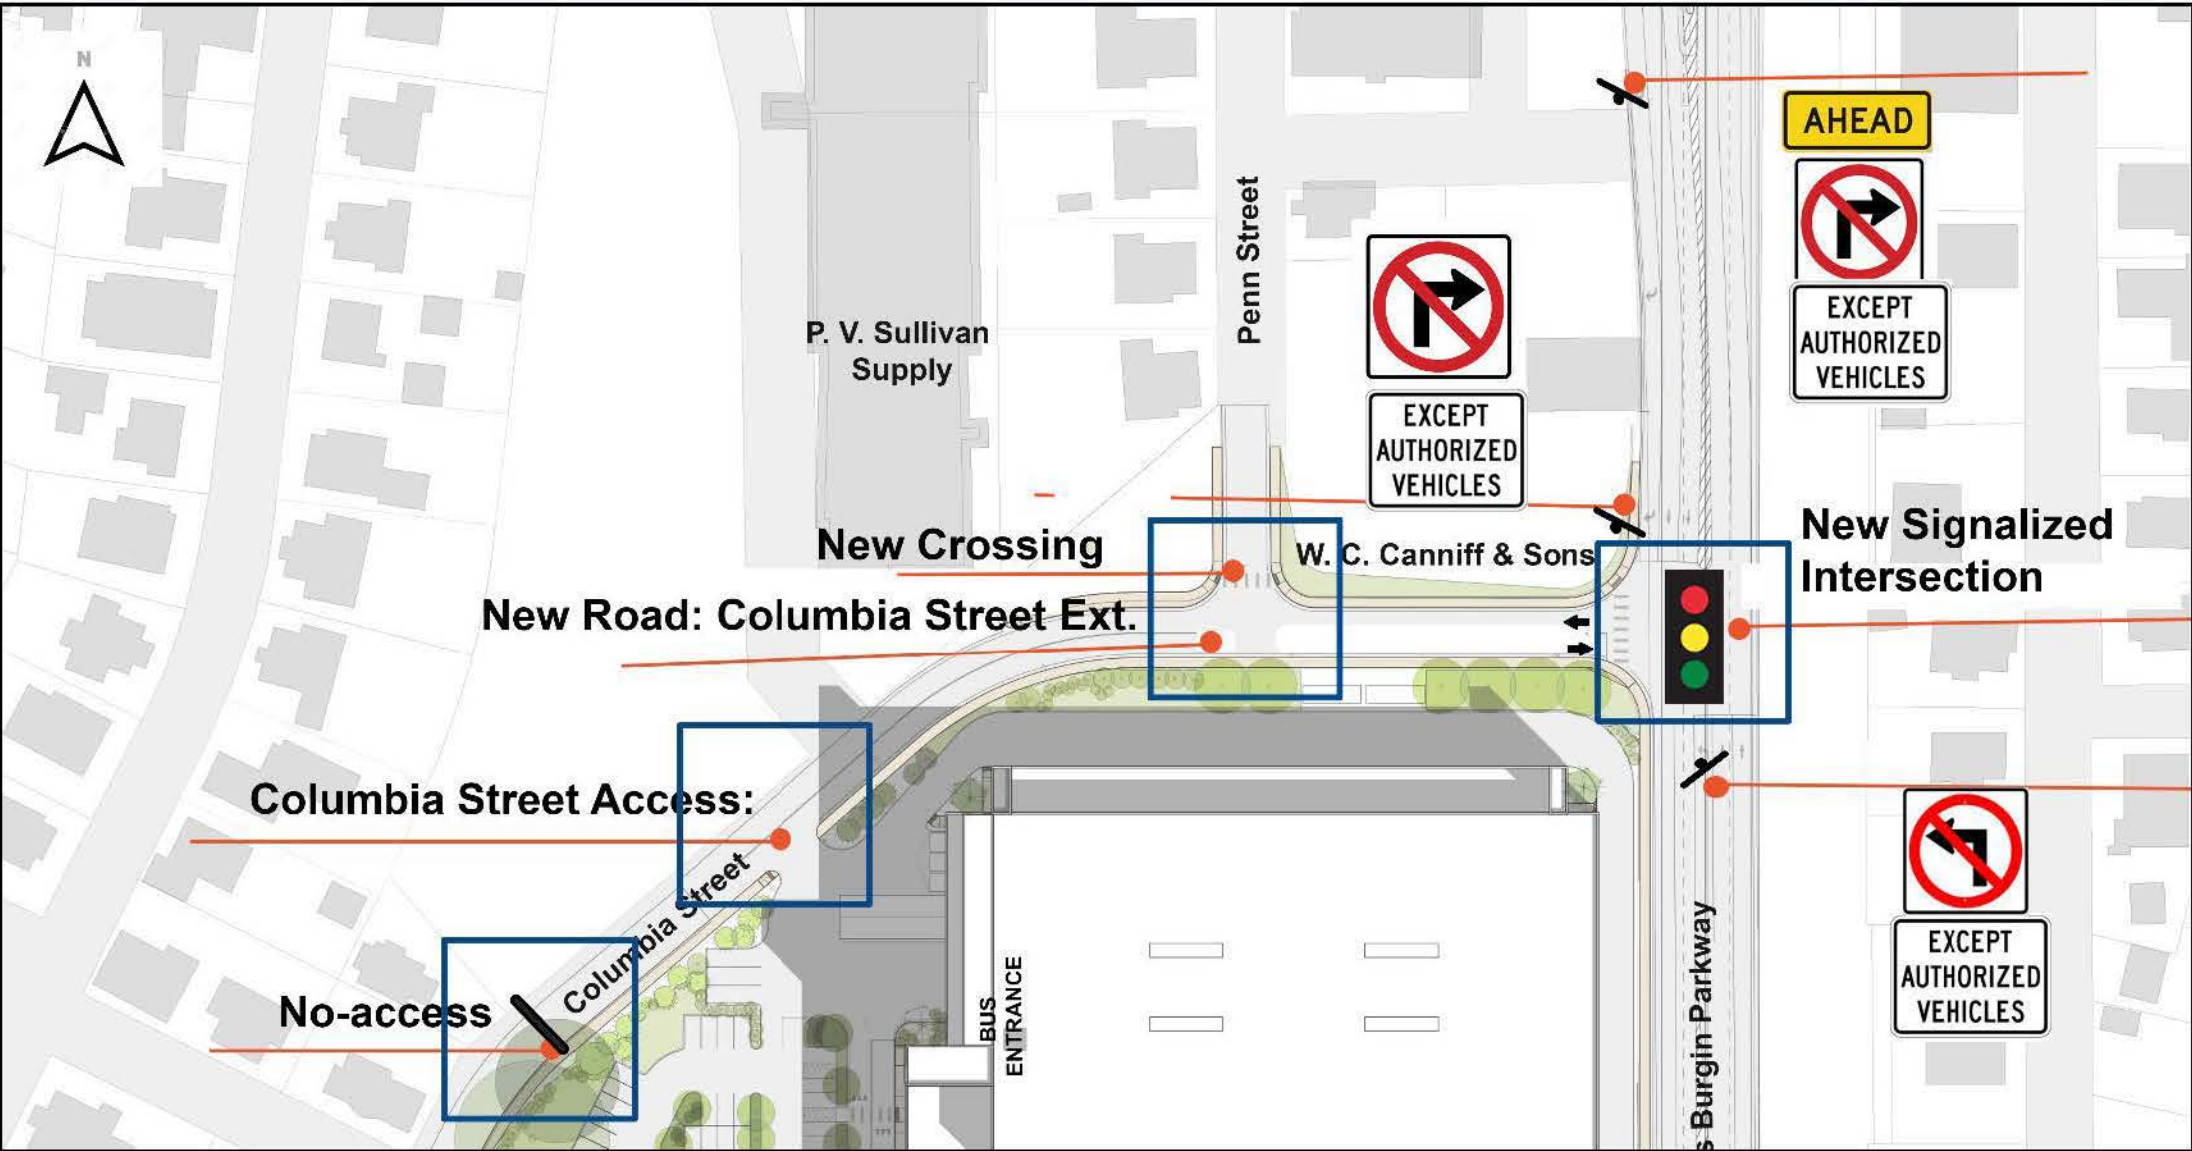 N
AHEAD
EXCEPT
AUTHORIZED
VEHICLES
Penn Street
P. V. Sullivan
Supply
EXCEPT
AUTHORIZED
VEHICLES
New Crossing
W. C. Canniff & Sons
New Signalized
Intersection
New Road: Columbia Street Ext.
Columbia Street Access:
Columbia Street
No-access
BUS
ENTRANCE
s Burgin Parkway
EXCEPT
AUTHORIZED
VEHICLES